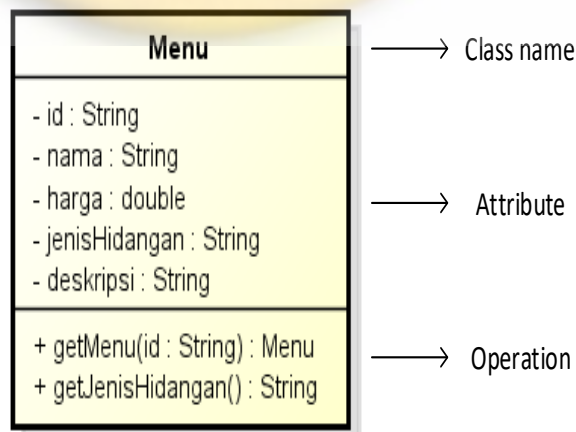 Menu
Class name
- id : String
- nama : String
- harga : double
- jenisHidangan : String
- deskripsi : String
Attribute
+ getMenu(id : String) : Menu
+ getJenisHidangan() : String
Operation